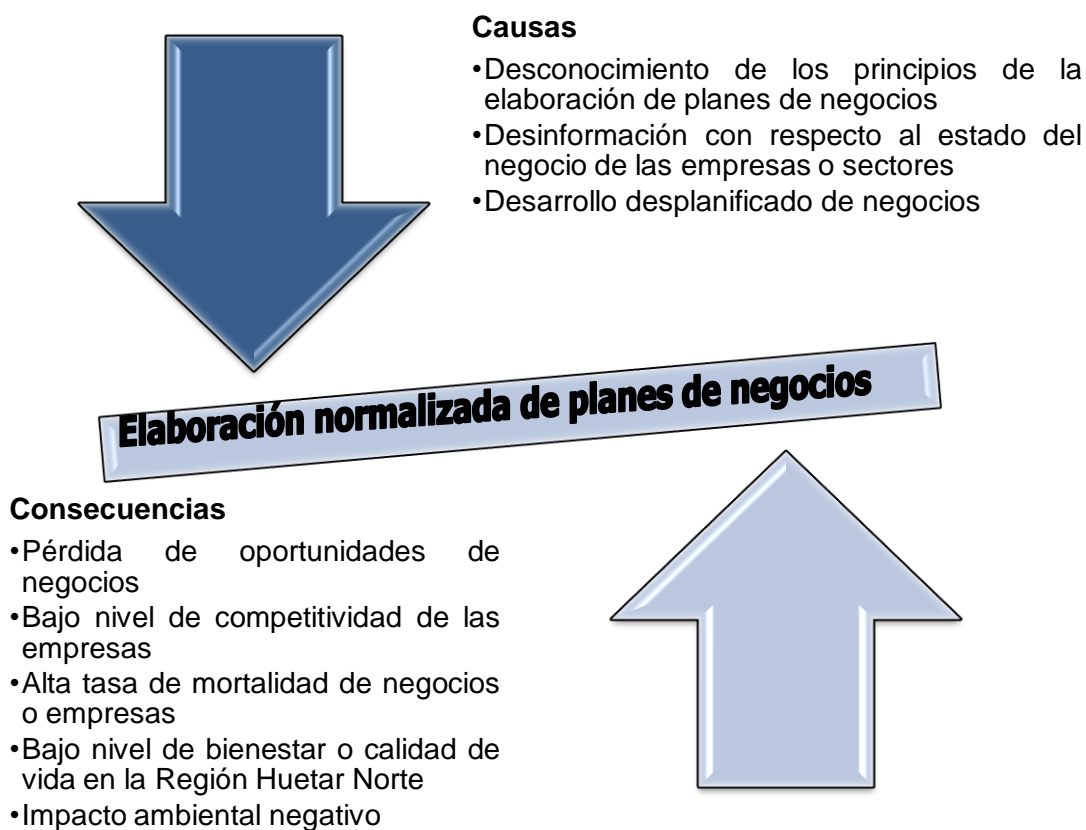 Causas
•Desconocimiento de los principios de la
elaboración de planes de negocios
•Desinformación con respecto al estado del
negocio de las empresas o sectores
•Desarrollo desplanificado de negocios
Elaboración normalizada de planes de negocios
Consecuencias
•Pérdida de oportunidades de
negocios
•Bajo nivel de competitividad de las
empresas
•Alta tasa de mortalidad de negocios
o empresas
•Bajo nivel de bienestar o calidad de
vida en la Región Huetar Norte
•Impacto ambiental negativo